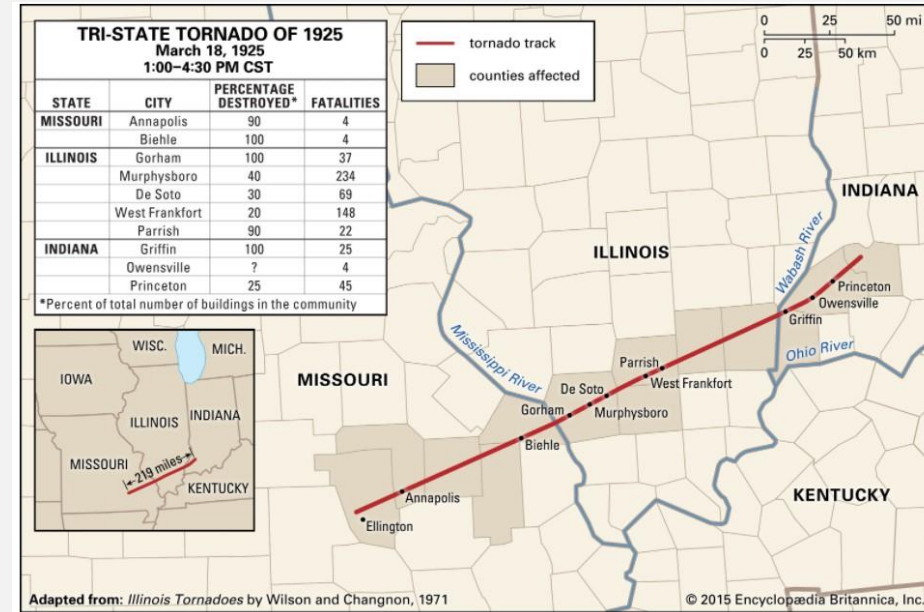 TRI-STATE TORNADO OF 1925
March 18, 1925
1:00–4:30 PM CST
STATE CITY PERCENTAGE DESTROYED* FATALITIES
MISSOURI Annapolis 90 4
Biehle 100 4
ILLINOIS Gorham 100 37
Murphysboro 40 234
De Soto 30 69
West Frankfort 20 148
Parrish 90 22
INDIANA Griffin 100 25
Owensville ? 4
Princeton 25 45
*Percent of total number of buildings in the community
tornado track
counties affected
0 25 50 mi
0 25 50 km
INDIANA
ILLINOIS
Wabash River
Princeton
Owensville
Griffin
Ohio River
Mississippi River
MISSOURI
Parrish
West Frankfort
De Soto
Murphysboro
Gorham
Biehle
Annapolis
Ellington
KENTUCKY
WISC.
MICH.
IOWA
ILLINOIS
INDIANA
MISSOURI
219 miles
KENTUCKY
Adapted from: Illinois Tornadoes by Wilson and Changnon, 1971
© 2015 Encyclopædia Britannica, Inc.